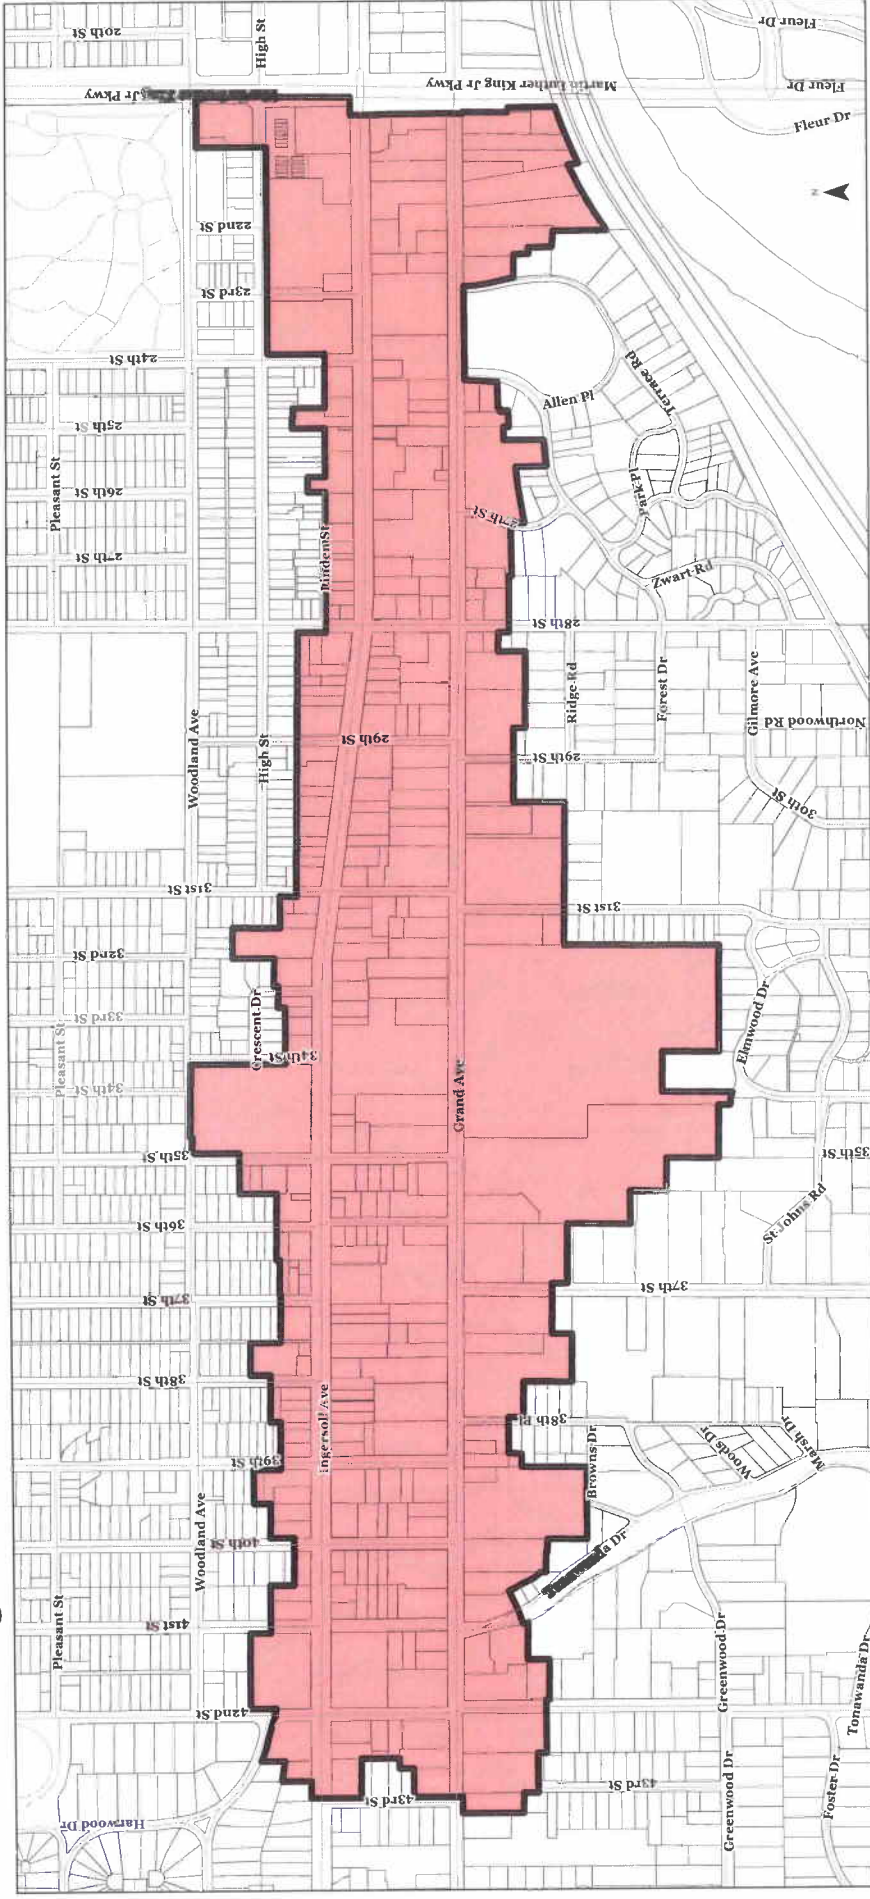 20th St
High St
Martin Luther King Jr Pkwy
Fleur Dr
Fleur Dr
Fleur Dr
King Jr Pkwy
N
22nd St
23rd St
24th St
25th St
26th St
27th St
Pleasant St
Linden St
27th St
Allen Pl
Terrace Rd
Park Pl
Zwart Rd
28th St
Ridge Rd
Forest Dr
Gilmore Ave
Northwood Rd
29th St
29th St
30th St
Woodland Ave
High St
31st St
31st St
32nd St
33rd St
34th St
Pleasant St
Crescent Dr
34th St
Grand Ave
Elmwood Dr
35th St
35th St
St Johns Rd
36th St
37th St
37th St
38th St
38th Pl
Ingersoll Ave
39th St
Browns Dr
Woods Dr
Marsh Dr
40th St
Woodland Ave
41st St
Pleasant St
42nd St
43rd St
43rd St
Harwood Dr
Greenwood Dr
Greenwood Dr
Foster Dr
Tonawanda Dr